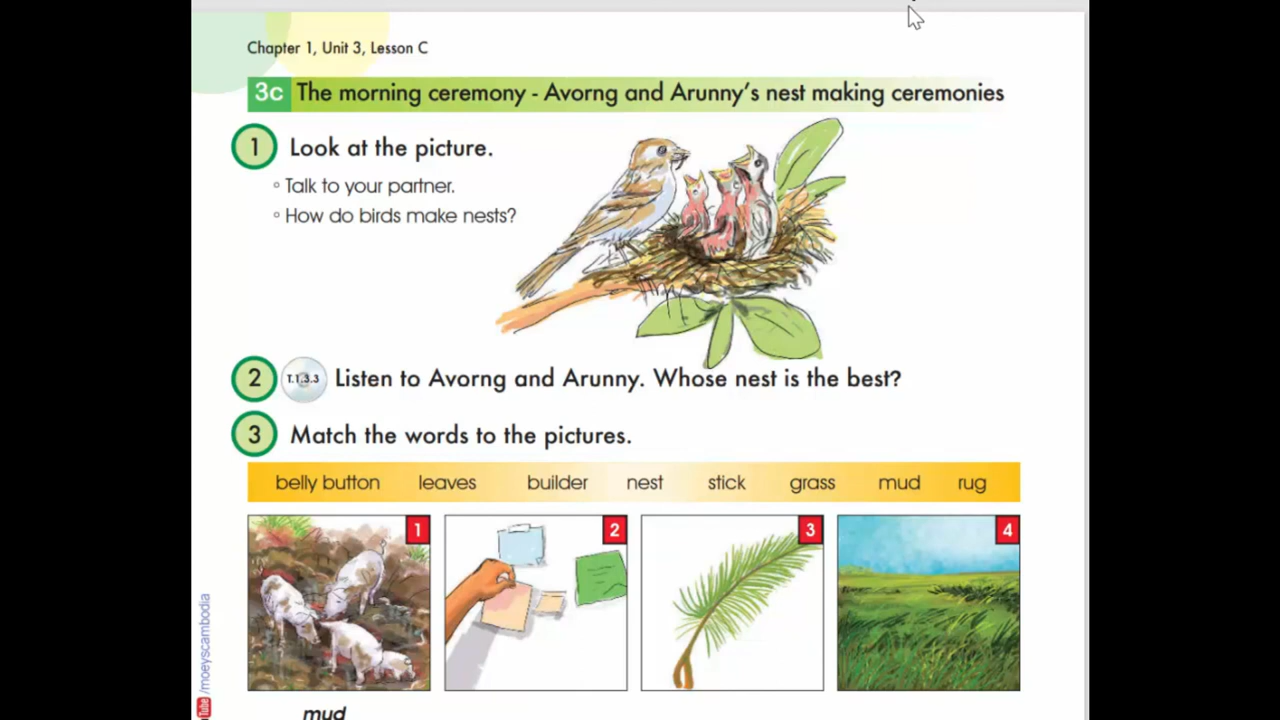 Chapter 1, Unit 3, Lesson C
3c The morning ceremony - Avorng and Arunny's nest making ceremonies
1 Look at the picture.
° Talk to your partner.
° How do birds make nests?
2 T.1.3.3 Listen to Avorng and Arunny. Whose nest is the best?
3 Match the words to the pictures.
belly button leaves builder nest stick grass mud rug
1 2 3 4
mud
Tube /moeyscambodia